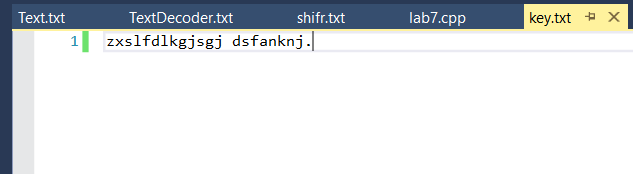 Text.txt TextDecoder.txt shifr.txt lab7.cpp key.txt
1 zxslfdlkgjsgj dsfanknj.